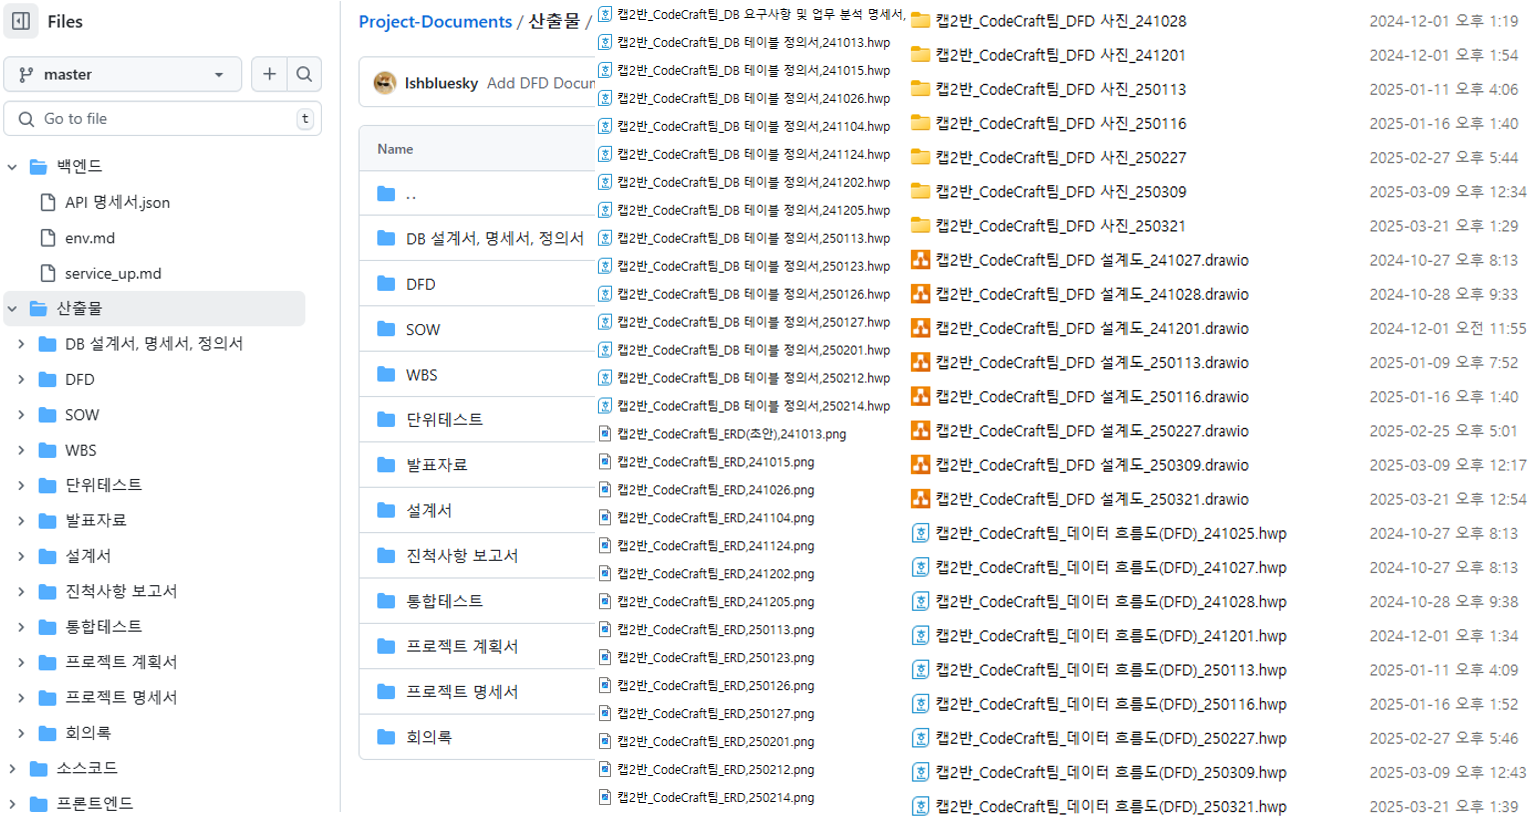 Files
master
Go to file
t
백엔드
API 명세서.json
env.md
service_up.md
산출물
DB 설계서, 명세서, 정의서
DFD
SOW
WBS
단위테스트
발표자료
설계서
진척사항 보고서
통합테스트
프로젝트 계획서
프로젝트 명세서
회의록
소스코드
프론트엔드
Project-Documents / 산출물 /
lshbluesky Add DFD Docum
Name
..
DB 설계서, 명세서, 정의서
DFD
SOW
WBS
단위테스트
발표자료
설계서
진척사항 보고서
통합테스트
프로젝트 계획서
프로젝트 명세서
회의록
캡2반_CodeCraft팀_DB 요구사항 및 업무 분석 명세서,
캡2반_CodeCraft팀_DB 테이블 정의서,241013.hwp
캡2반_CodeCraft팀_DB 테이블 정의서,241015.hwp
캡2반_CodeCraft팀_DB 테이블 정의서,241026.hwp
캡2반_CodeCraft팀_DB 테이블 정의서,241104.hwp
캡2반_CodeCraft팀_DB 테이블 정의서,241124.hwp
캡2반_CodeCraft팀_DB 테이블 정의서,241202.hwp
캡2반_CodeCraft팀_DB 테이블 정의서,241205.hwp
캡2반_CodeCraft팀_DB 테이블 정의서,250113.hwp
캡2반_CodeCraft팀_DB 테이블 정의서,250123.hwp
캡2반_CodeCraft팀_DB 테이블 정의서,250126.hwp
캡2반_CodeCraft팀_DB 테이블 정의서,250127.hwp
캡2반_CodeCraft팀_DB 테이블 정의서,250201.hwp
캡2반_CodeCraft팀_DB 테이블 정의서,250212.hwp
캡2반_CodeCraft팀_DB 테이블 정의서,250214.hwp
캡2반_CodeCraft팀_ERD(초안),241013.png
캡2반_CodeCraft팀_ERD,241015.png
캡2반_CodeCraft팀_ERD,241026.png
캡2반_CodeCraft팀_ERD,241104.png
캡2반_CodeCraft팀_ERD,241124.png
캡2반_CodeCraft팀_ERD,241202.png
캡2반_CodeCraft팀_ERD,241205.png
캡2반_CodeCraft팀_ERD,250113.png
캡2반_CodeCraft팀_ERD,250123.png
캡2반_CodeCraft팀_ERD,250126.png
캡2반_CodeCraft팀_ERD,250127.png
캡2반_CodeCraft팀_ERD,250201.png
캡2반_CodeCraft팀_ERD,250212.png
캡2반_CodeCraft팀_ERD,250214.png
캡2반_CodeCraft팀_DFD 사진_241028 2024-12-01 오후 1:19
캡2반_CodeCraft팀_DFD 사진_241201 2024-12-01 오후 1:54
캡2반_CodeCraft팀_DFD 사진_250113 2025-01-11 오후 4:06
캡2반_CodeCraft팀_DFD 사진_250116 2025-01-16 오후 1:40
캡2반_CodeCraft팀_DFD 사진_250227 2025-02-27 오후 5:44
캡2반_CodeCraft팀_DFD 사진_250309 2025-03-09 오후 12:34
캡2반_CodeCraft팀_DFD 사진_250321 2025-03-21 오후 1:29
캡2반_CodeCraft팀_DFD 설계도_241027.drawio 2024-10-27 오후 8:13
캡2반_CodeCraft팀_DFD 설계도_241028.drawio 2024-10-28 오후 9:33
캡2반_CodeCraft팀_DFD 설계도_241201.drawio 2024-12-01 오전 11:55
캡2반_CodeCraft팀_DFD 설계도_250113.drawio 2025-01-09 오후 7:52
캡2반_CodeCraft팀_DFD 설계도_250116.drawio 2025-01-16 오후 1:40
캡2반_CodeCraft팀_DFD 설계도_250227.drawio 2025-02-25 오후 5:01
캡2반_CodeCraft팀_DFD 설계도_250309.drawio 2025-03-09 오후 12:17
캡2반_CodeCraft팀_DFD 설계도_250321.drawio 2025-03-21 오후 12:54
캡2반_CodeCraft팀_데이터 흐름도(DFD)_241025.hwp 2024-10-27 오후 8:13
캡2반_CodeCraft팀_데이터 흐름도(DFD)_241027.hwp 2024-10-27 오후 8:13
캡2반_CodeCraft팀_데이터 흐름도(DFD)_241028.hwp 2024-10-28 오후 9:38
캡2반_CodeCraft팀_데이터 흐름도(DFD)_241201.hwp 2024-12-01 오후 1:34
캡2반_CodeCraft팀_데이터 흐름도(DFD)_250113.hwp 2025-01-11 오후 4:09
캡2반_CodeCraft팀_데이터 흐름도(DFD)_250116.hwp 2025-01-16 오후 1:52
캡2반_CodeCraft팀_데이터 흐름도(DFD)_250227.hwp 2025-02-27 오후 5:46
캡2반_CodeCraft팀_데이터 흐름도(DFD)_250309.hwp 2025-03-09 오후 12:43
캡2반_CodeCraft팀_데이터 흐름도(DFD)_250321.hwp 2025-03-21 오후 1:39